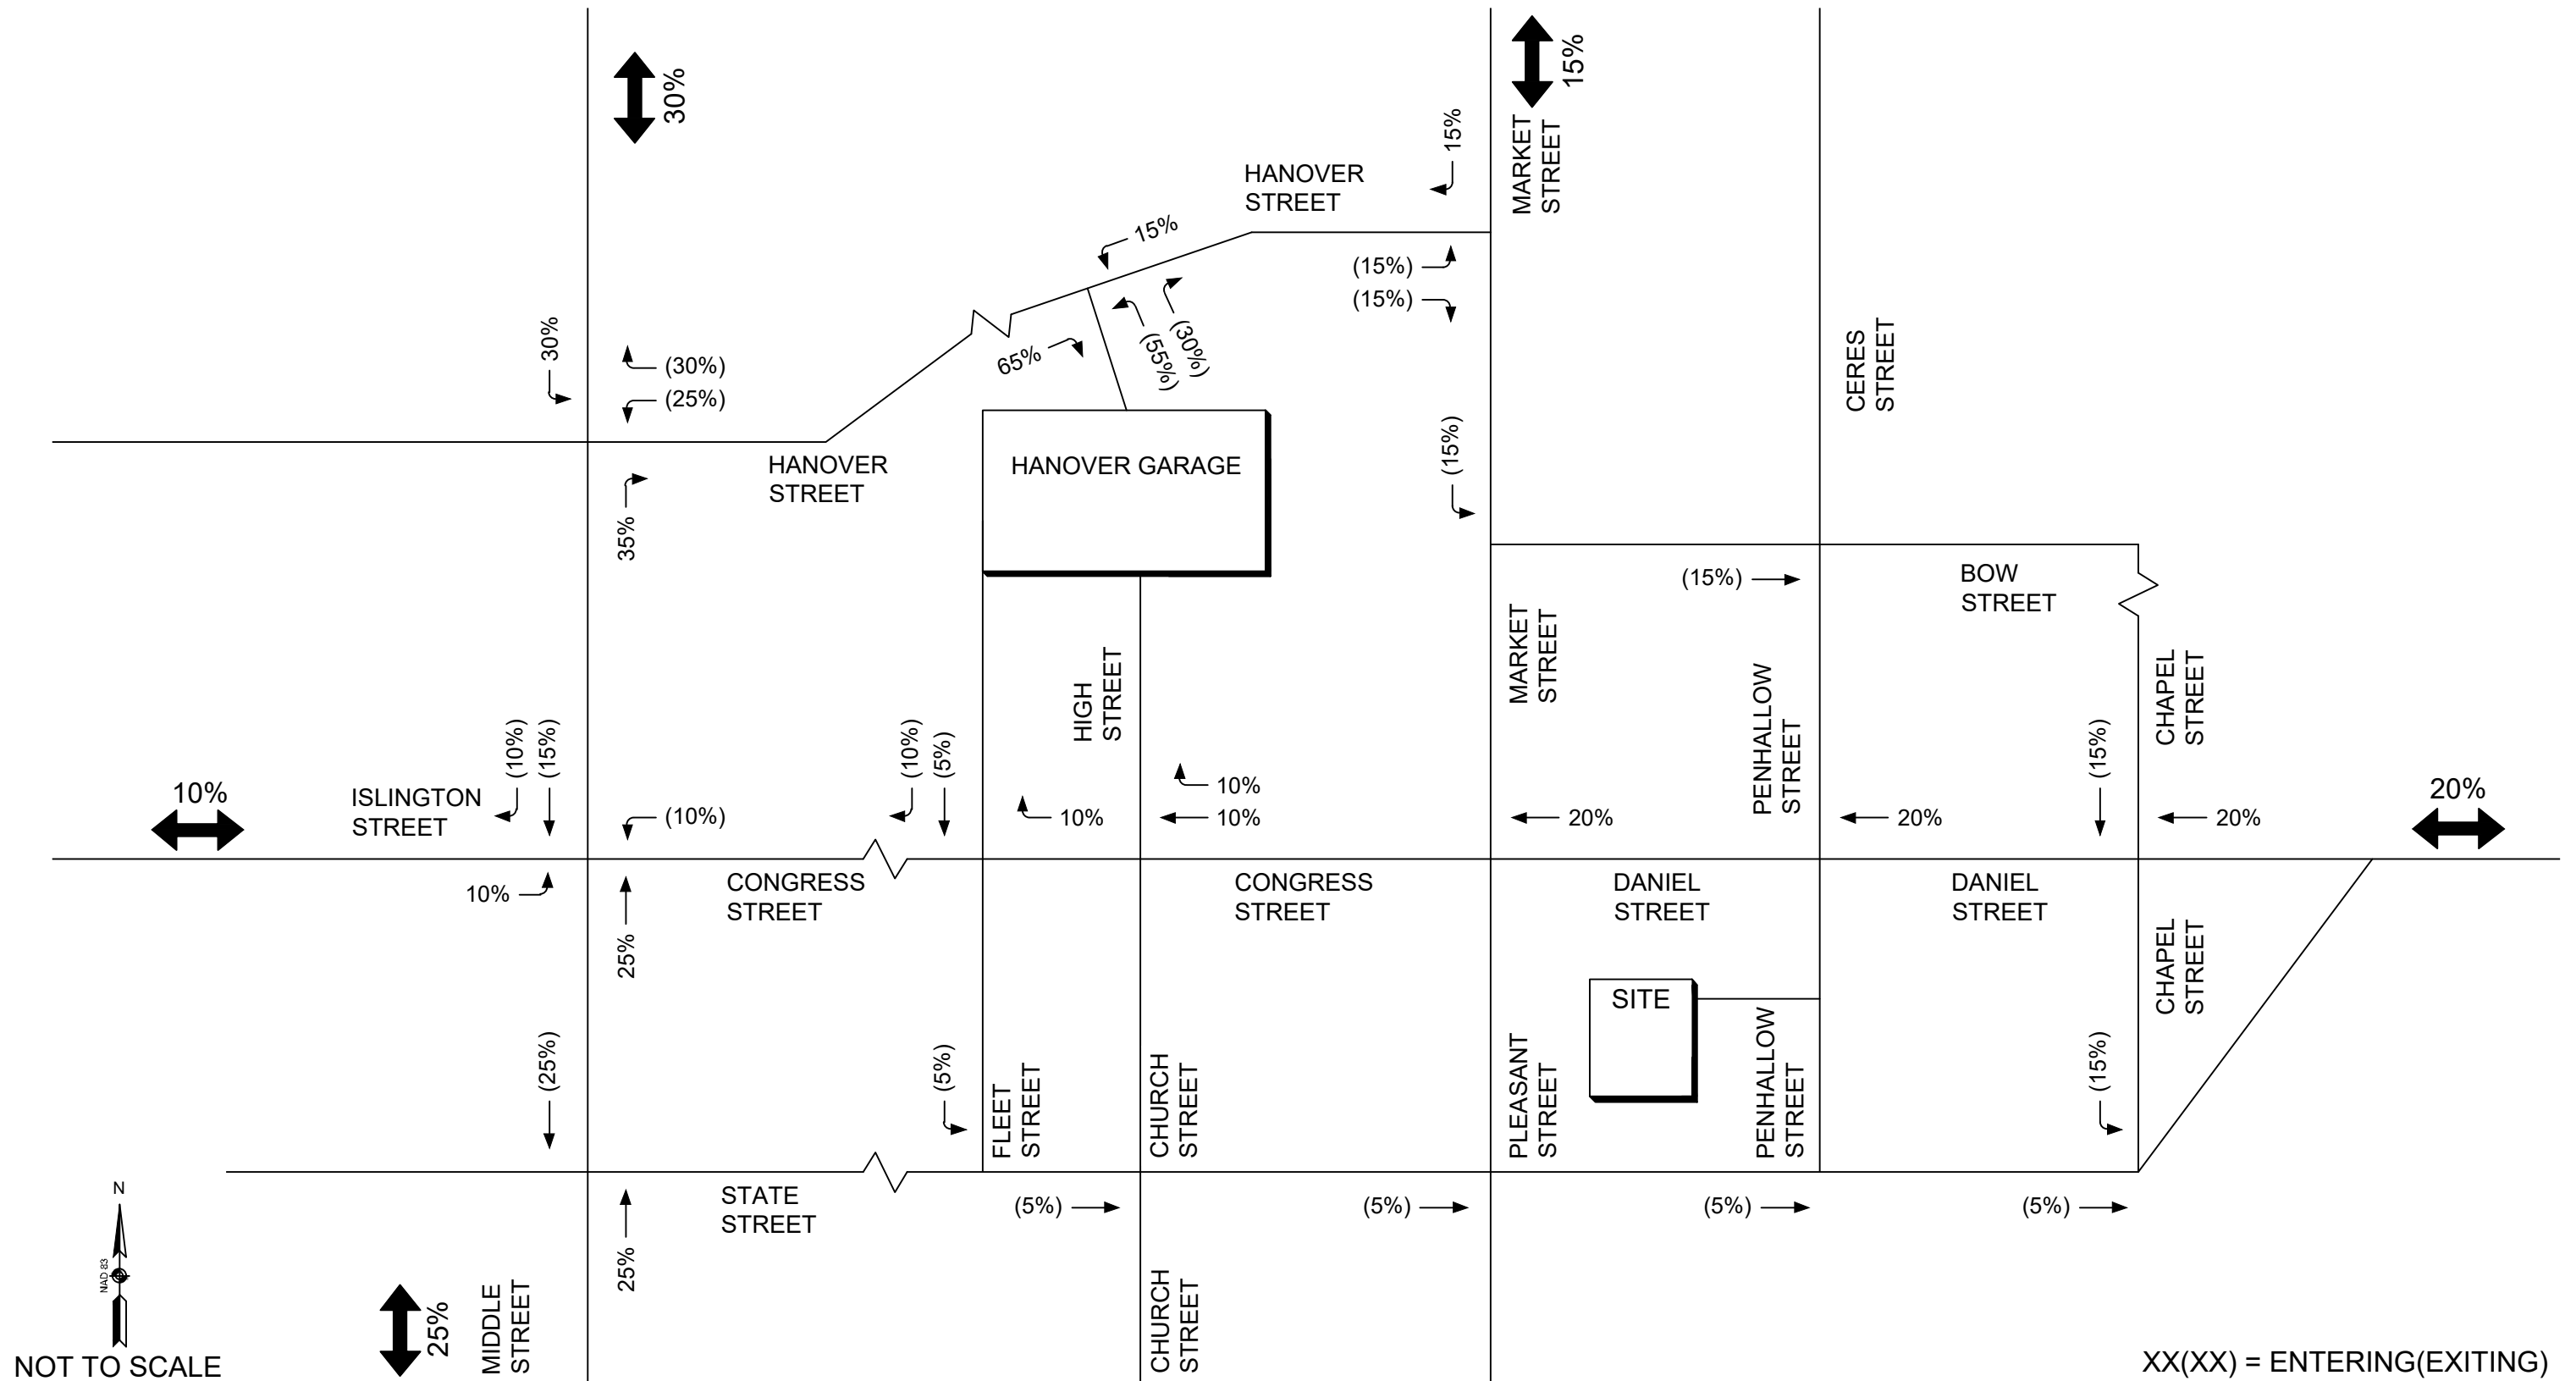 30%
15%
MARKET
STREET
15%
HANOVER
STREET
15%
(15%)
(15%)
65%
(55%)
(30%)
30%
(30%)
(25%)
CERES
STREET
HANOVER
STREET
35%
HANOVER GARAGE
(15%)
(15%)
BOW
STREET
MARKET
STREET
HIGH
STREET
PENHALLOW
STREET
CHAPEL
STREET
(10%)
(15%)
(10%)
(5%)
(15%)
10%
ISLINGTON
STREET
(10%)
10%
10%
10%
20%
20%
20%
20%
10%
25%
CONGRESS
STREET
CONGRESS
STREET
DANIEL
STREET
DANIEL
STREET
CHAPEL
STREET
SITE
(25%)
(5%)
FLEET
STREET
CHURCH
STREET
PLEASANT
STREET
PENHALLOW
STREET
(15%)
N
NAD 83
NOT TO SCALE
25%
MIDDLE
STREET
25%
STATE
STREET
(5%)
(5%)
(5%)
(5%)
CHURCH
STREET
XX(XX) = ENTERING(EXITING)